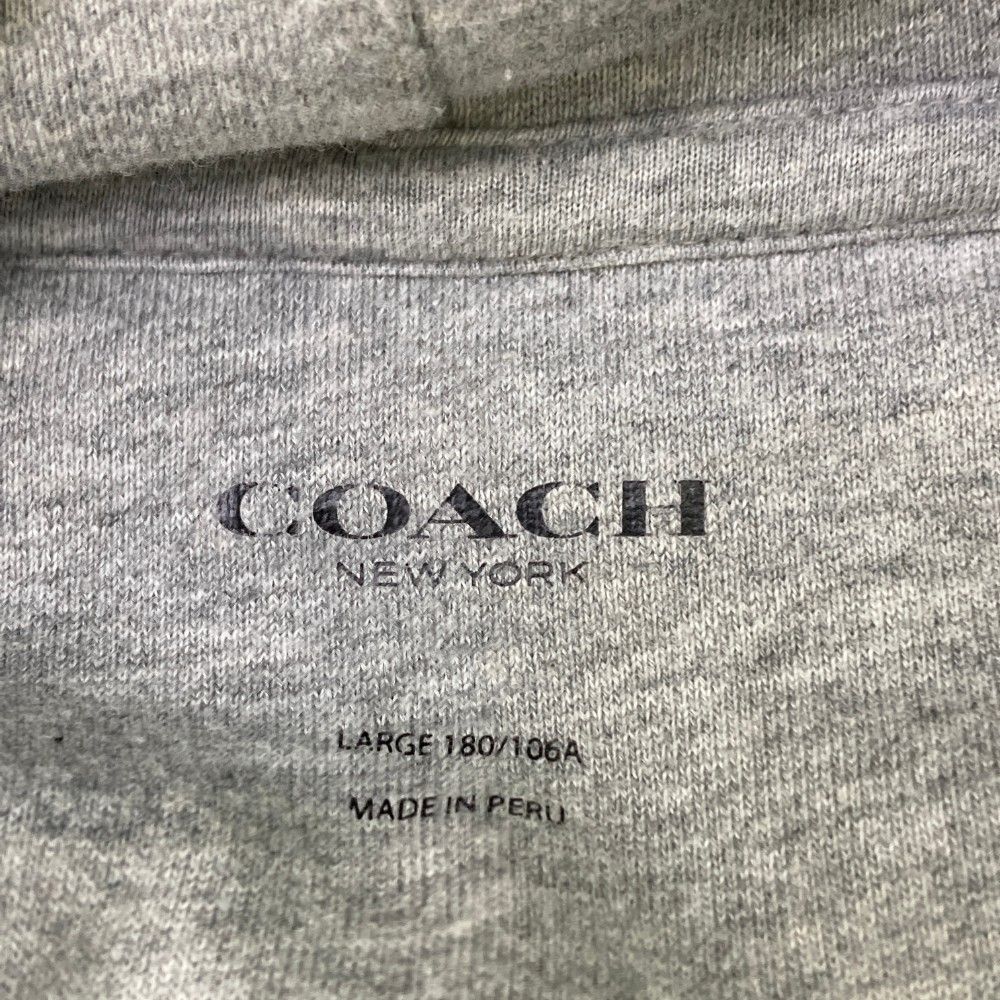 COACH
NEW YORK
LARGE 180/106A
MADE IN PERU